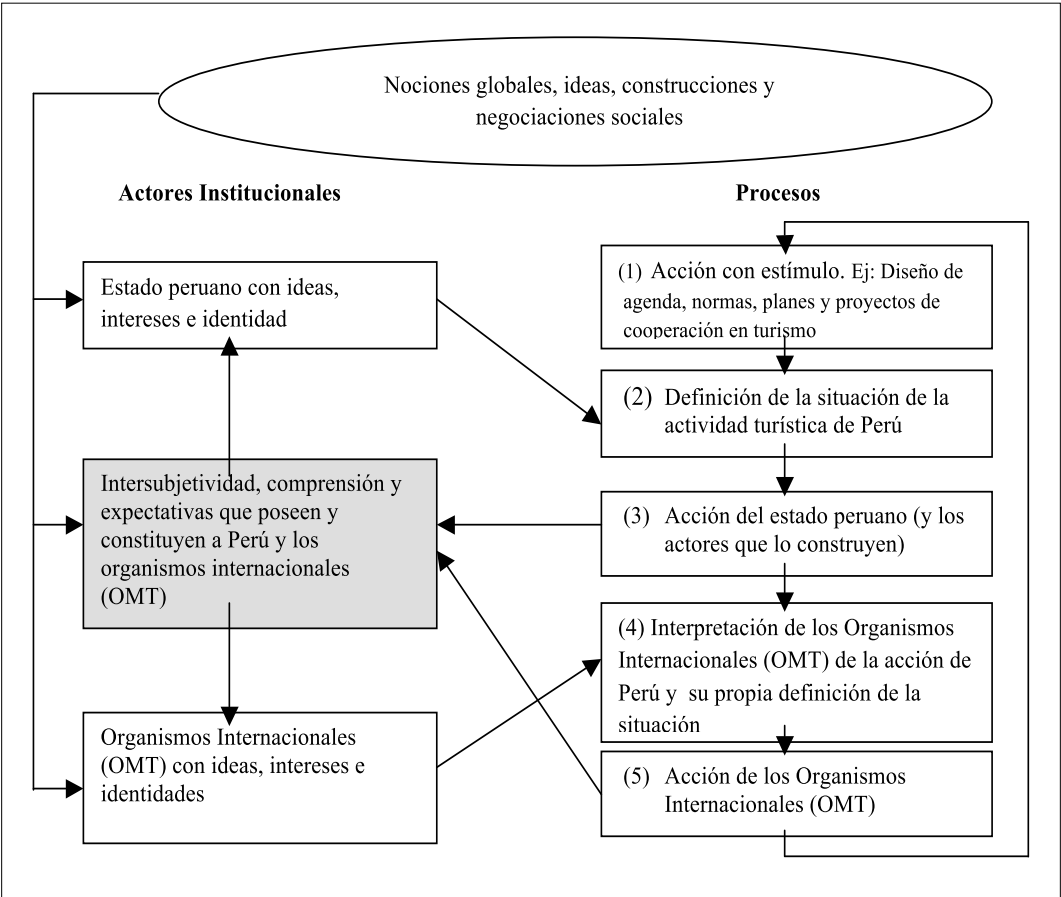 Nociones globales, ideas, construcciones y
negociaciones sociales
Actores Institucionales
Procesos
Estado peruano con ideas,
intereses e identidad
Intersubjetividad, comprensión y
expectativas que poseen y
constituyen a Perú y los
organismos internacionales
(OMT)
Organismos Internacionales
(OMT) con ideas, intereses e
identidades
(1) Acción con estímulo. Ej: Diseño de
agenda, normas, planes y proyectos de
cooperación en turismo
(2) Definición de la situación de la
actividad turística de Perú
(3) Acción del estado peruano (y los
actores que lo construyen)
(4) Interpretación de los Organismos
Internacionales (OMT) de la acción de
Perú y su propia definición de la
situación
(5) Acción de los Organismos
Internacionales (OMT)